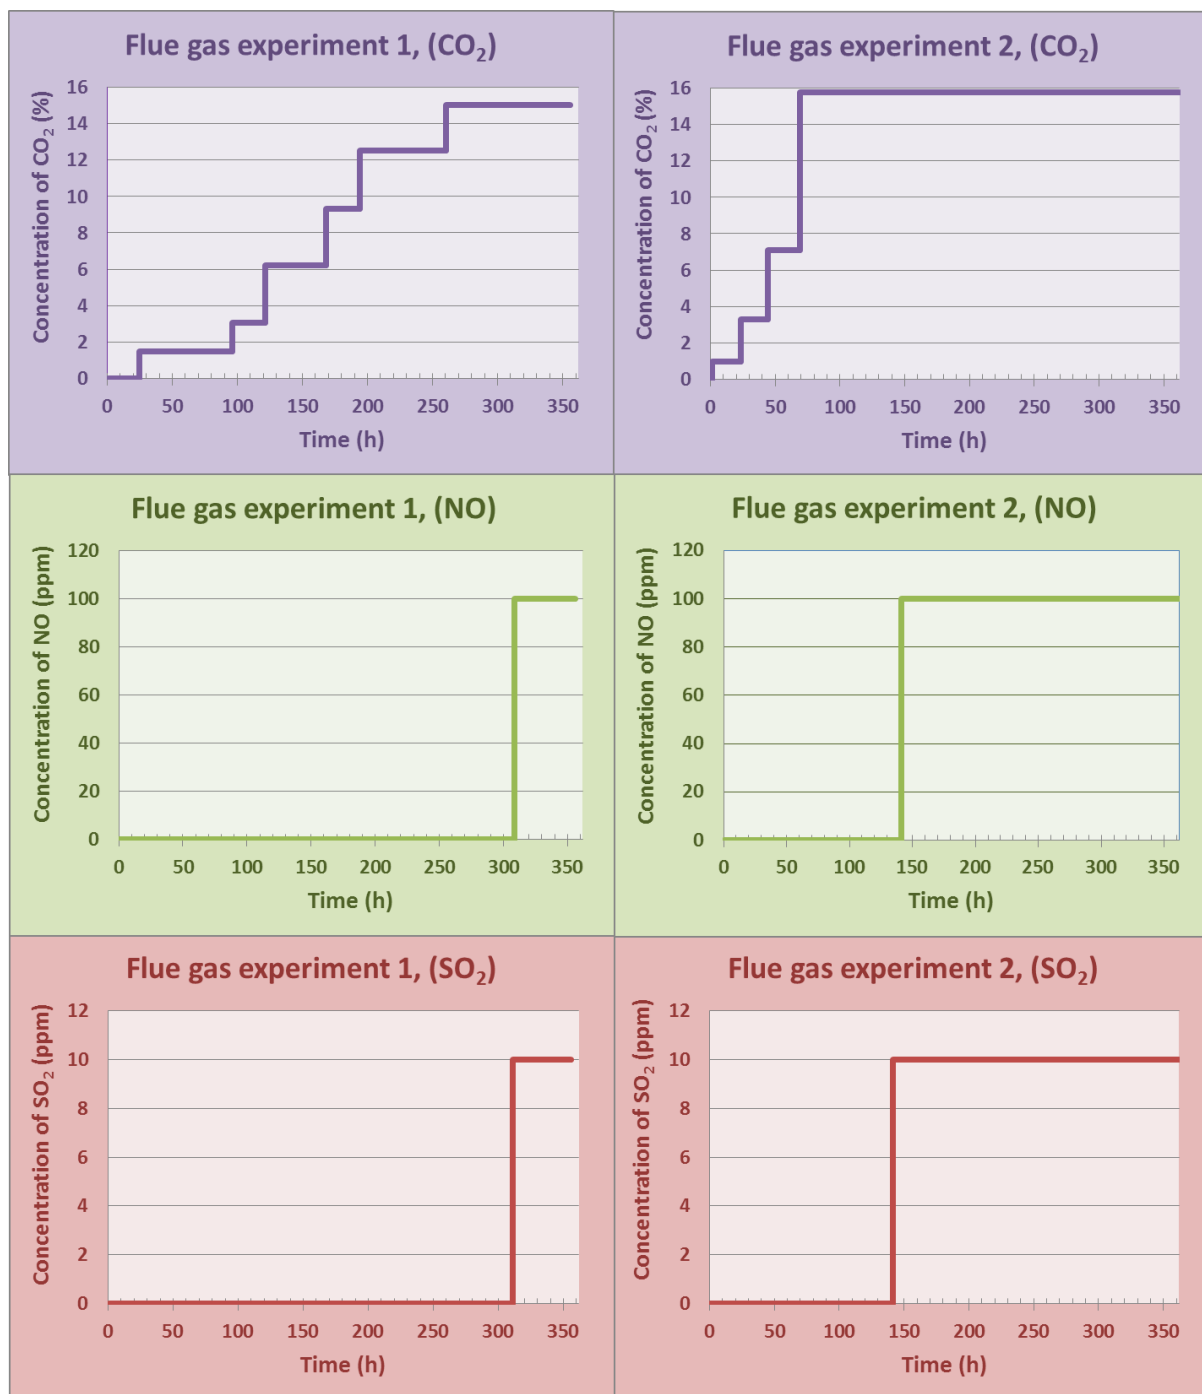 Flue gas experiment 1, (CO₂)
Concentration of CO₂ (%)
16
14
12
10
8
6
4
2
0
0 50 100 150 200 250 300 350
Time (h)
Flue gas experiment 2, (CO₂)
Concentration of CO₂ (%)
16
14
12
10
8
6
4
2
0
0 50 100 150 200 250 300 350
Time (h)
Flue gas experiment 1, (NO)
Concentration of NO (ppm)
120
100
80
60
40
20
0
0 50 100 150 200 250 300 350
Time (h)
Flue gas experiment 2, (NO)
Concentration of NO (ppm)
120
100
80
60
40
20
0
0 50 100 150 200 250 300 350
Time (h)
Flue gas experiment 1, (SO₂)
Concentration of SO₂ (ppm)
12
10
8
6
4
2
0
0 50 100 150 200 250 300 350
Time (h)
Flue gas experiment 2, (SO₂)
Concentration of SO₂ (ppm)
12
10
8
6
4
2
0
0 50 100 150 200 250 300 350
Time (h)